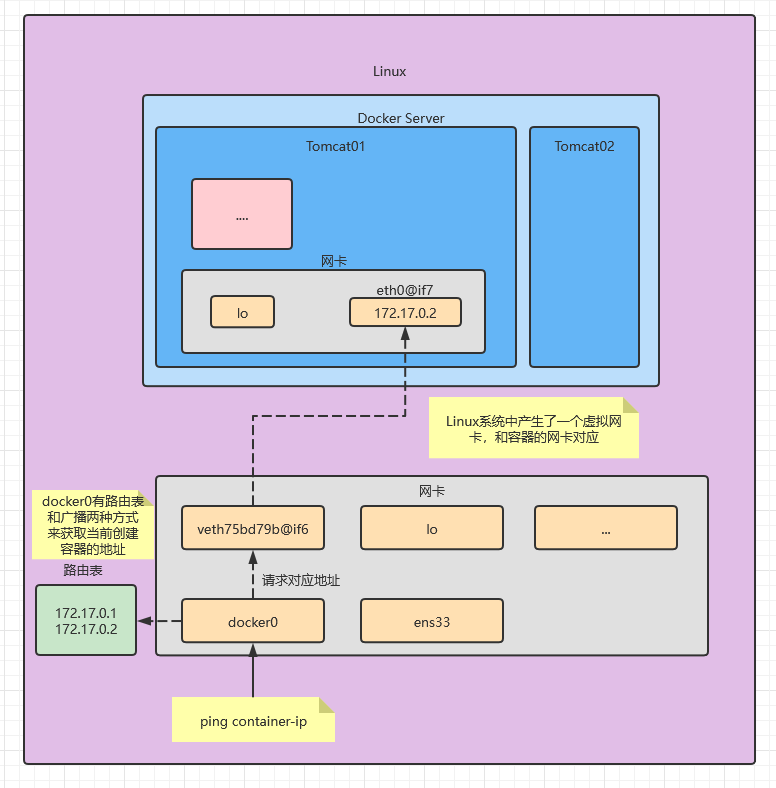 Linux
Docker Server
Tomcat01
Tomcat02
....
网卡
eth0@if7
lo
172.17.0.2
Linux系统中产生了一个虚拟网
卡，和容器的网卡对应
网卡
docker0有路由表
和广播两种方式
来获取当前创建
容器的地址
veth75bd79b@if6
lo
...
路由表
请求对应地址
172.17.0.1
172.17.0.2
docker0
ens33
ping container-ip